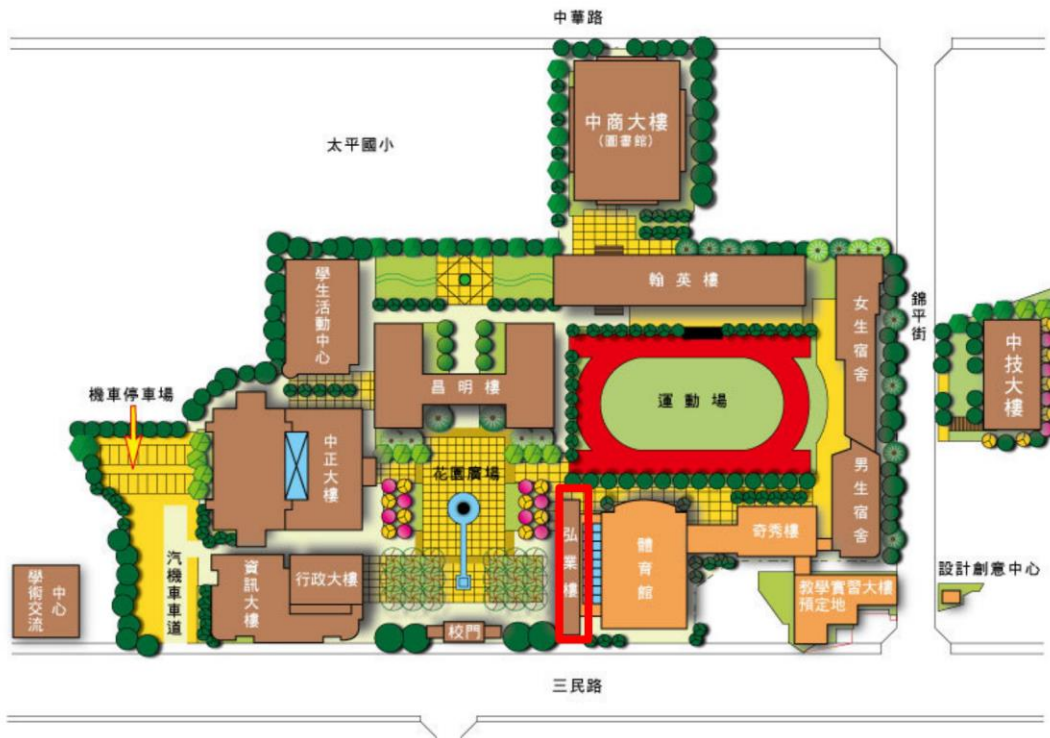 中華路
中商大樓
(圖書館)
太平國小
學生活動中心
翰英樓
女生宿舍
錦平街
中技大樓
昌明樓
運動場
機車停車場
中正大樓
花園廣場
男生宿舍
弘業樓
體育館
奇秀樓
汽機車車道
資訊大樓
行政大樓
教學實習大樓
預定地
設計創意中心
學術交流
中心
校門
三民路